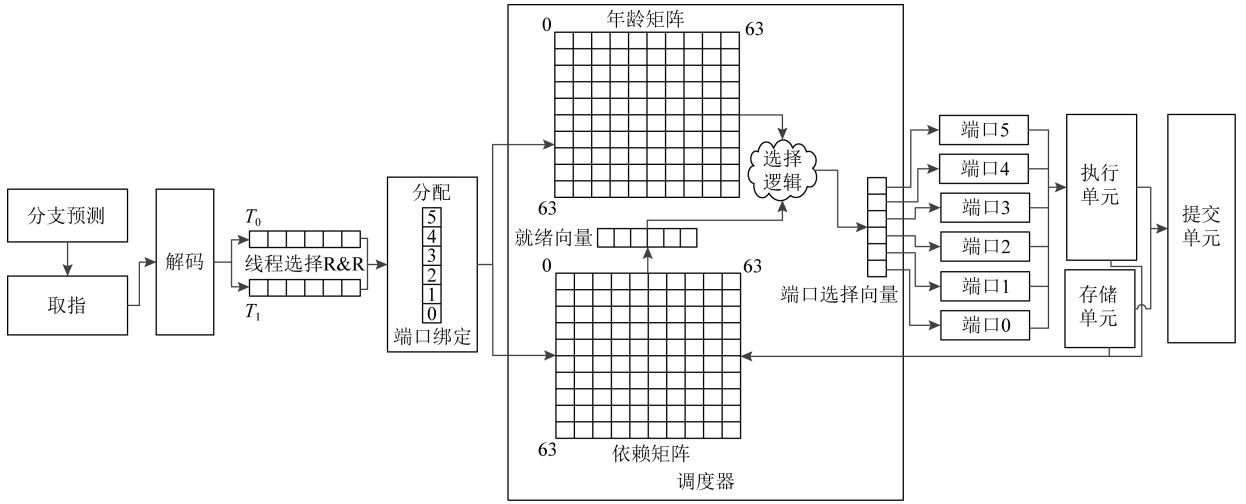 分支预测
取指
解码
T0
线程选择R&R
T1
分配
5
4
3
2
1
0
端口绑定
年龄矩阵
0
63
63
选择
逻辑
就绪向量
0
63
63
依赖矩阵
调度器
端口选择向量
端口5
端口4
端口3
端口2
端口1
端口0
执行
单元
存储
单元
提交
单元